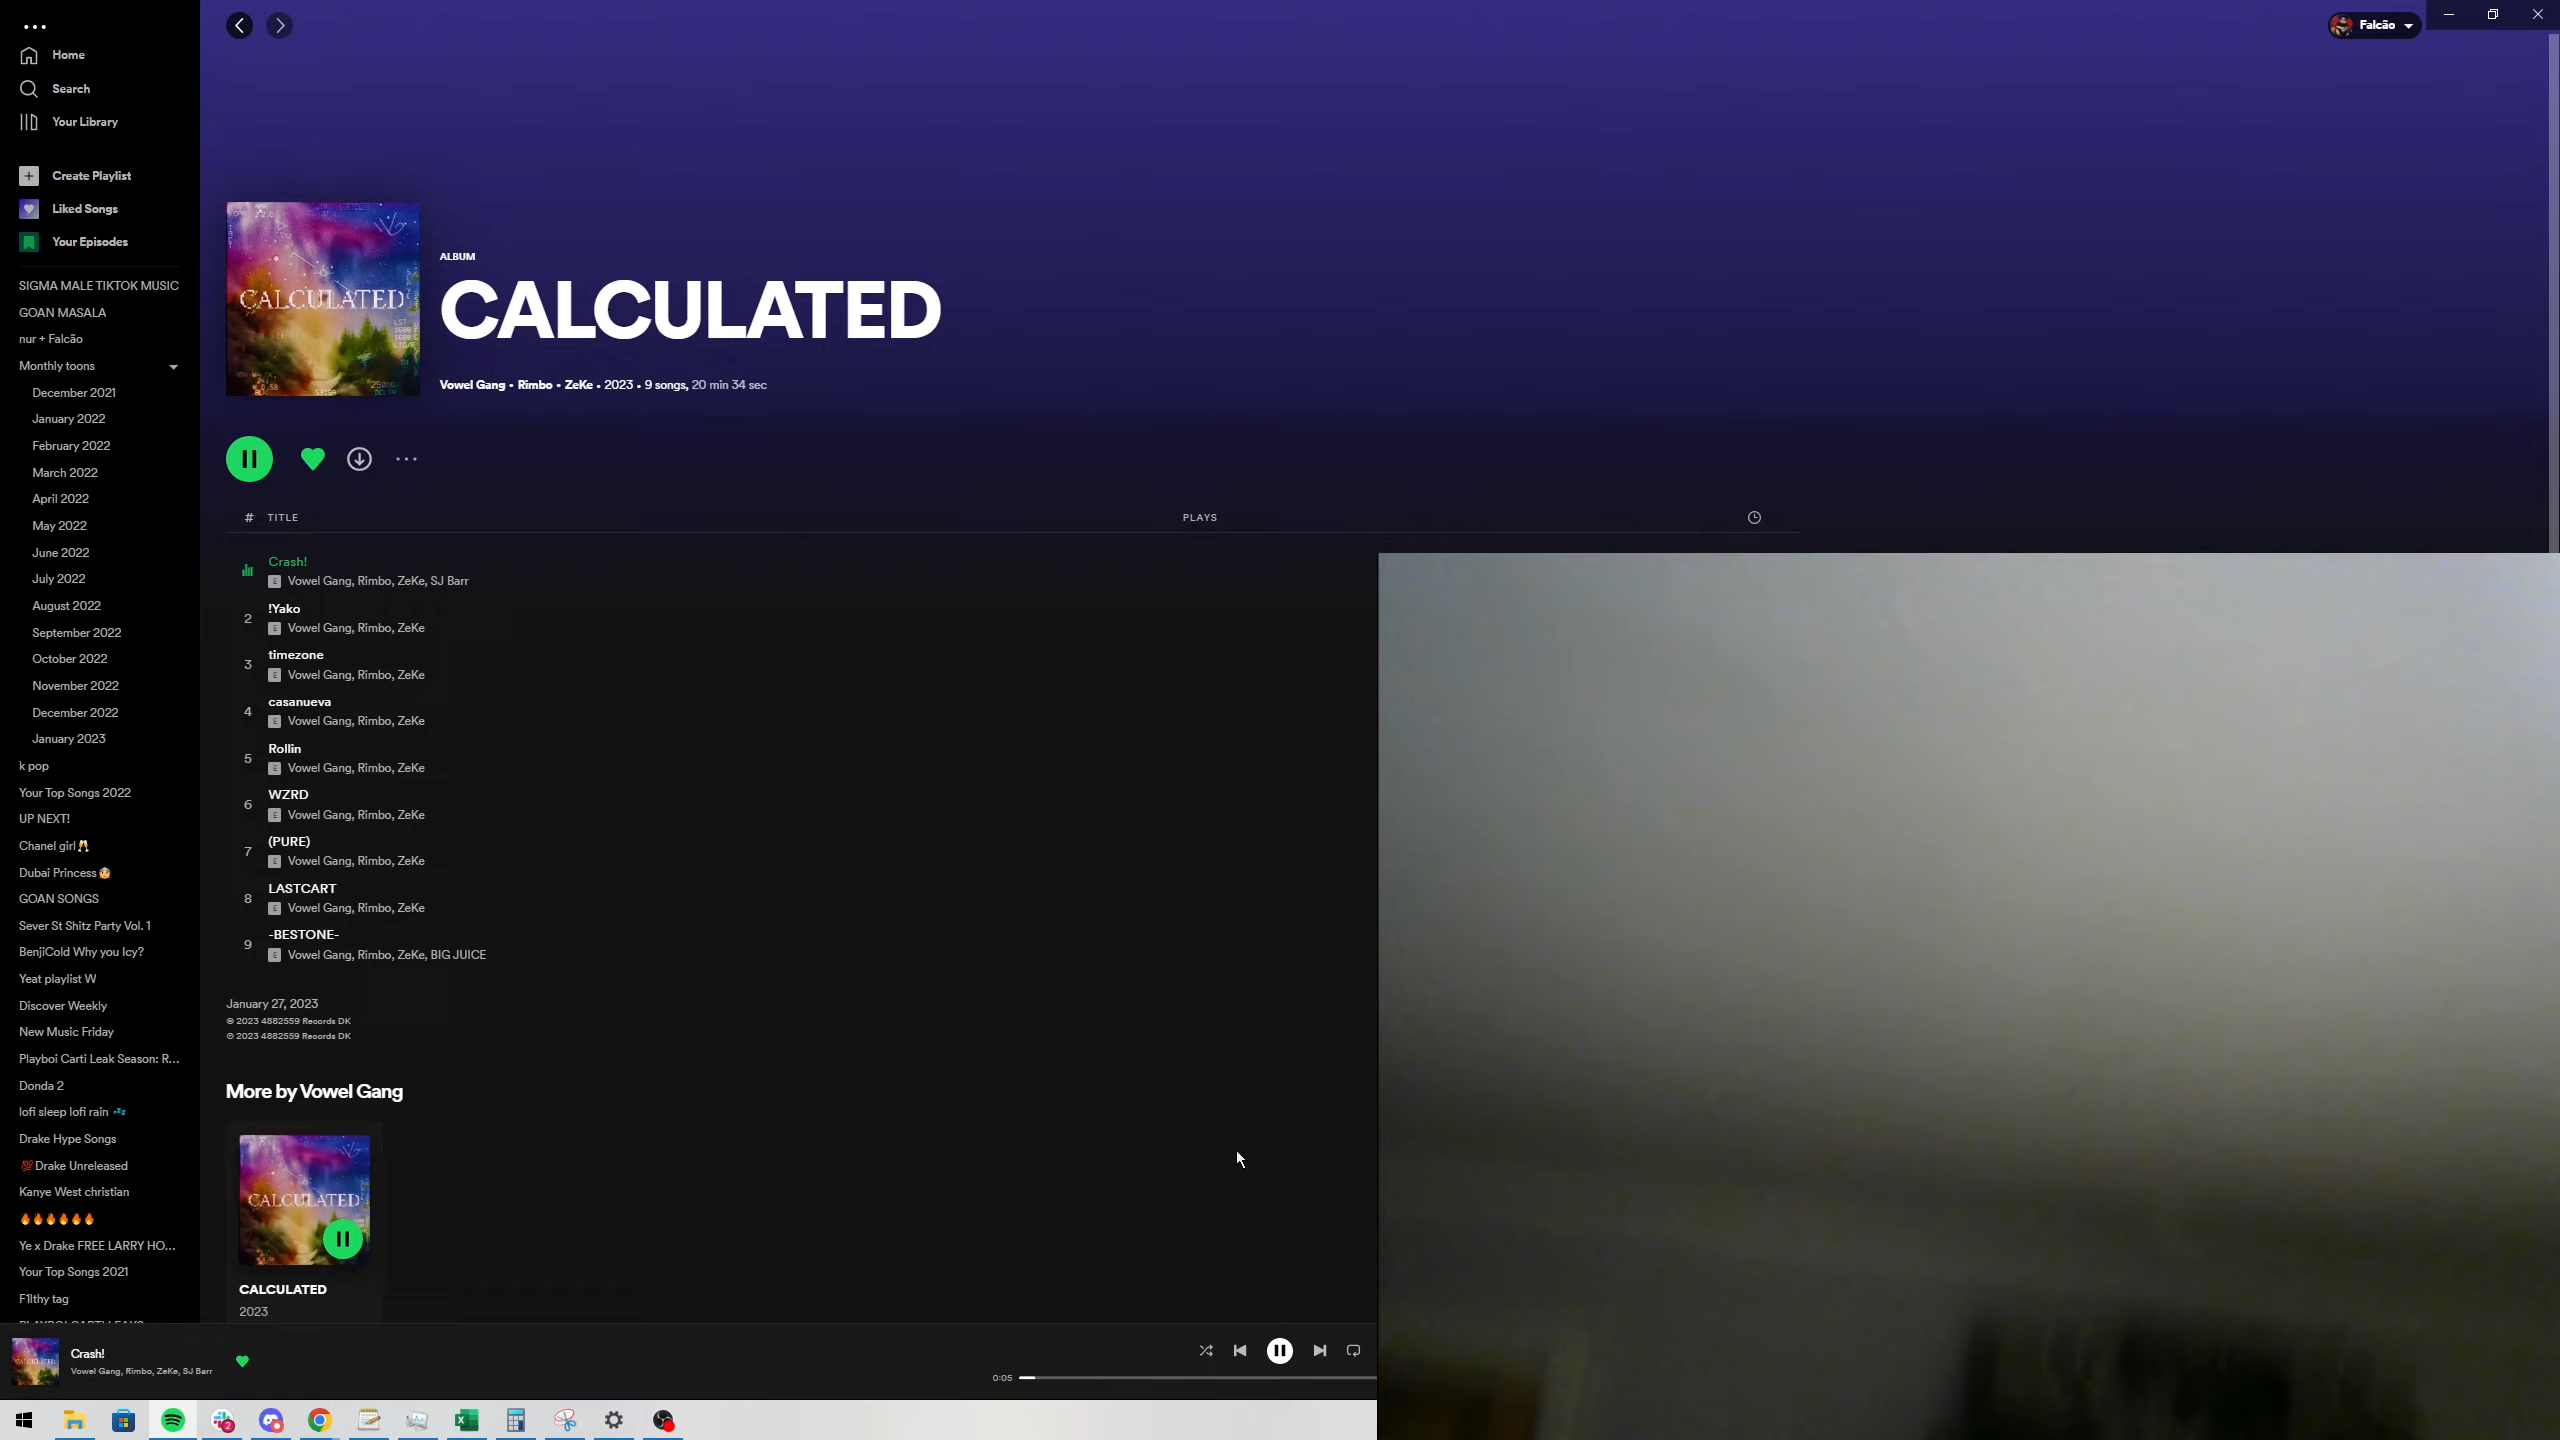 Home
Search
Your Library
Create Playlist
Liked Songs
Your Episodes
SIGMA MALE TIKTOK MUSIC
GOAN MASALA
nur + Falcão
Monthly toons
December 2021
January 2022
February 2022
March 2022
April 2022
May 2022
June 2022
July 2022
August 2022
September 2022
October 2022
November 2022
December 2022
January 2023
k pop
Your Top Songs 2022
UP NEXT!
Chanel girl🥂
Dubai Princess👳
GOAN SONGS
Sever St Shitz Party Vol. 1
BenjiCold Why you Icy?
Yeat playlist W
Discover Weekly
New Music Friday
Playboi Carti Leak Season: R...
Donda 2
lofi sleep lofi rain 💤
Drake Hype Songs
💯Drake Unreleased
Kanye West christian
🔥🔥🔥🔥🔥🔥
Ye x Drake FREE LARRY HO...
Your Top Songs 2021
F1lthy tag
Falcão
CALCULATED
ALBUM
CALCULATED
Vowel Gang • Rimbo • ZeKe • 2023 • 9 songs, 20 min 34 sec
# TITLE PLAYS
Crash!
E Vowel Gang, Rimbo, ZeKe, SJ Barr
2 !Yako
E Vowel Gang, Rimbo, ZeKe
3 timezone
E Vowel Gang, Rimbo, ZeKe
4 casanueva
E Vowel Gang, Rimbo, ZeKe
5 Rollin
E Vowel Gang, Rimbo, ZeKe
6 WZRD
E Vowel Gang, Rimbo, ZeKe
7 (PURE)
E Vowel Gang, Rimbo, ZeKe
8 LASTCART
E Vowel Gang, Rimbo, ZeKe
9 -BESTONE-
E Vowel Gang, Rimbo, ZeKe, BIG JUICE
January 27, 2023
© 2023 4882559 Records DK
℗ 2023 4882559 Records DK
More by Vowel Gang
CALCULATED
CALCULATED
2023
Crash!
Vowel Gang, Rimbo, ZeKe, SJ Barr
0:05
2